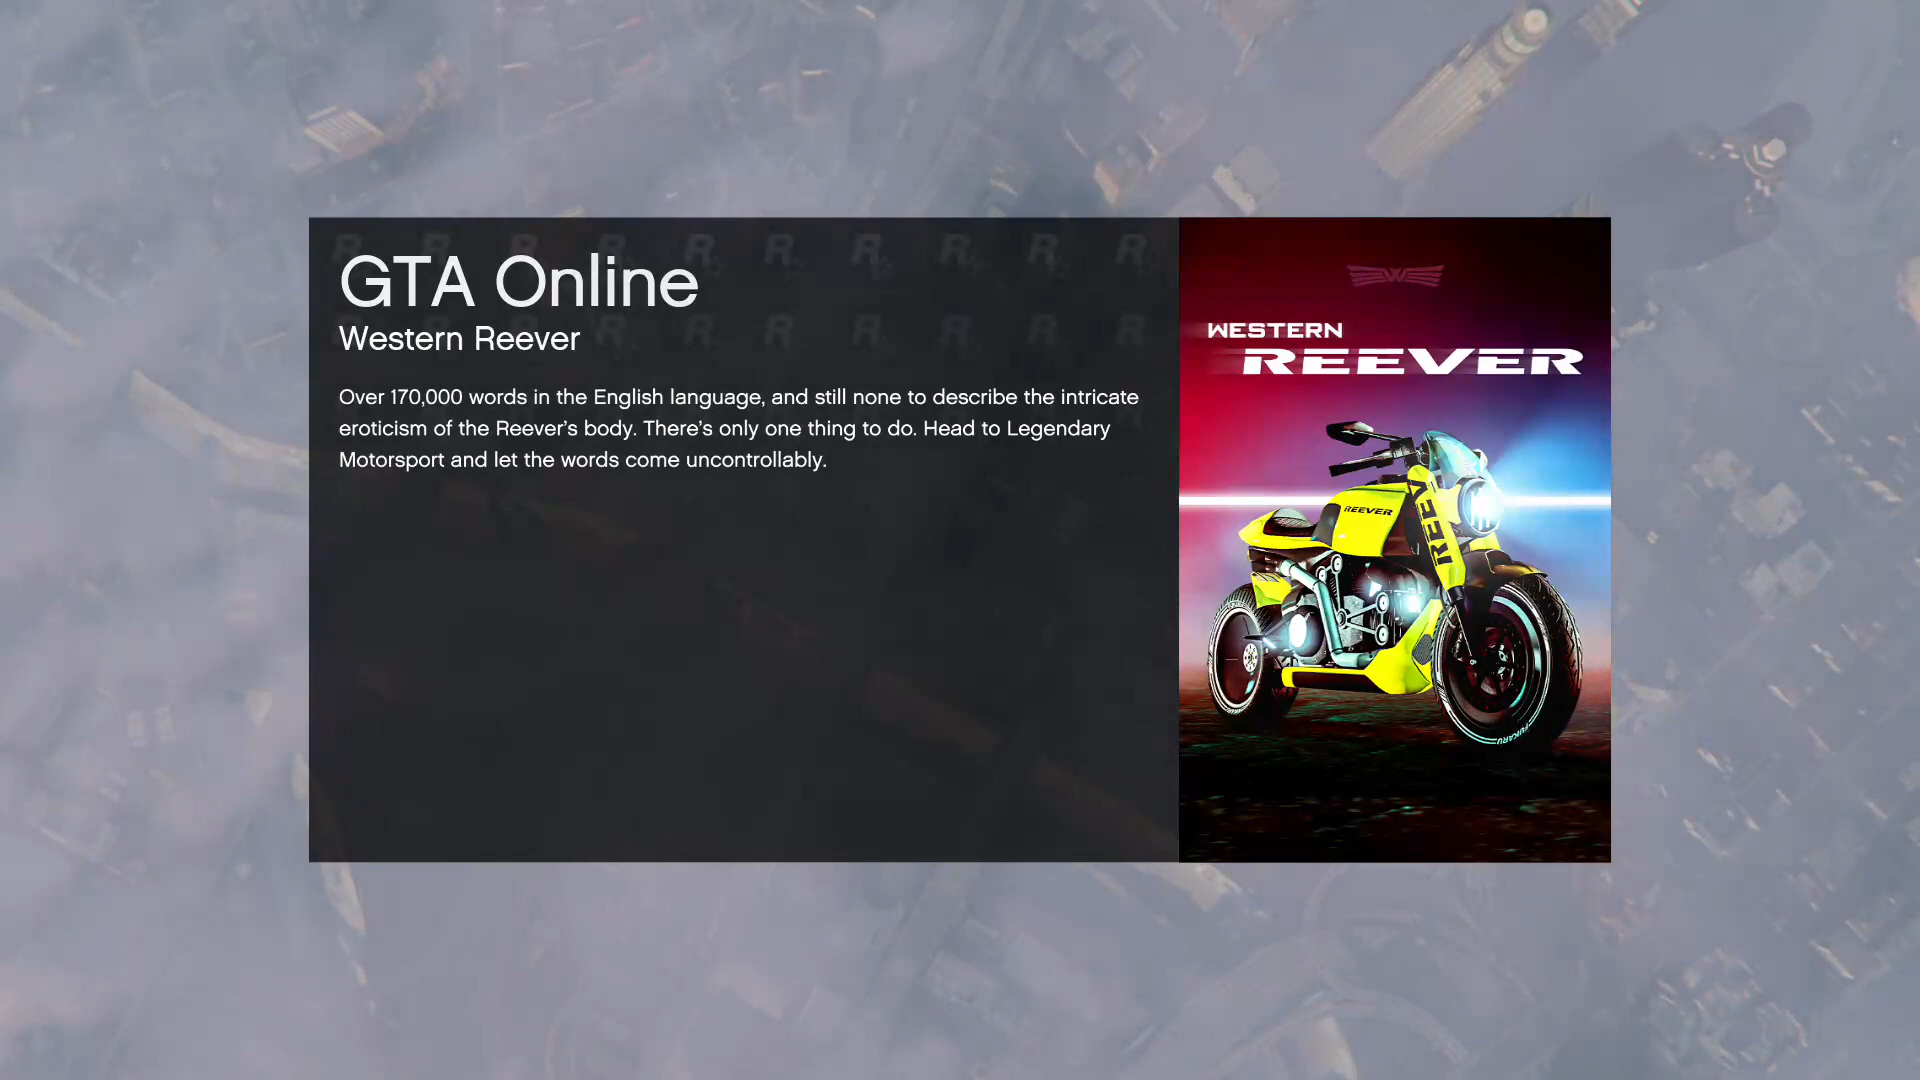 GTA Online
Western Reever
Over 170,000 words in the English language, and still none to describe the intricate
eroticism of the Reever's body. There's only one thing to do. Head to Legendary
Motorsport and let the words come uncontrollably.
WESTERN
REEVER
REEVER
REEV
FUKARU